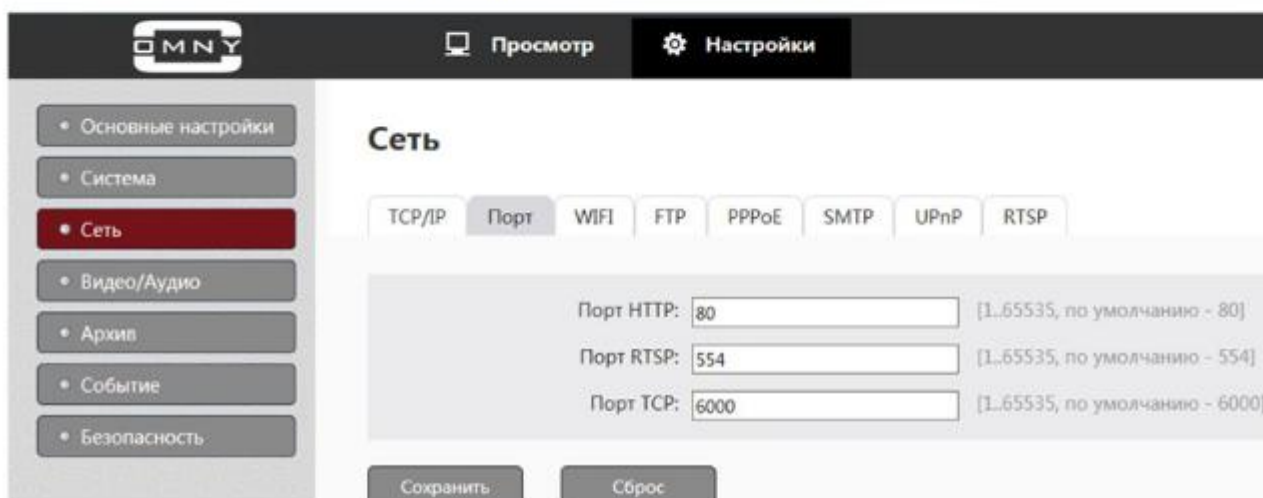 OMNY
Просмотр
Настройки
Основные настройки
Система
Сеть
Видео/Аудио
Архив
Событие
Безопасность
Сеть
TCP/IP Порт WIFI FTP PPPoE SMTP UPnP RTSP
Порт HTTP: 80 [1..65535, по умолчанию - 80]
Порт RTSP: 554 [1..65535, по умолчанию - 554]
Порт TCP: 6000 [1..65535, по умолчанию - 6000]
Сохранить Сброс